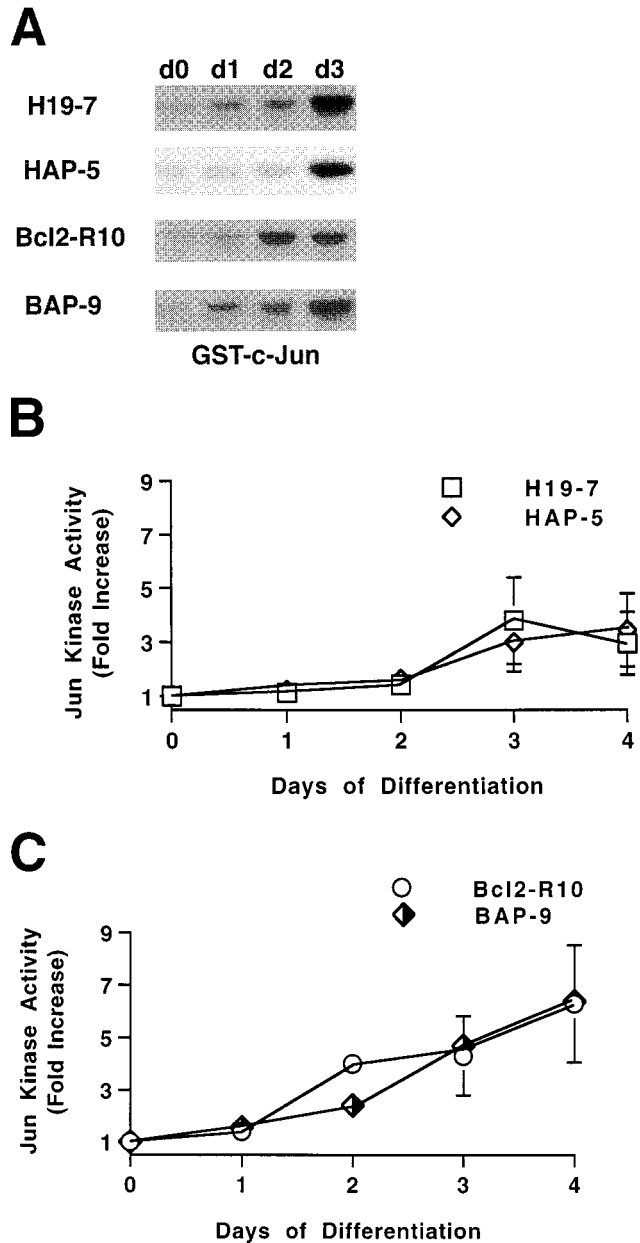 A
d0 d1 d2 d3
H19-7
HAP-5
Bcl2-R10
BAP-9
GST-c-Jun
B
Jun Kinase Activity
(Fold Increase)
9
7
5
3
1
H19-7
HAP-5
0 1 2 3 4
Days of Differentiation
C
Jun Kinase Activity
(Fold Increase)
9
7
5
3
1
Bcl2-R10
BAP-9
0 1 2 3 4
Days of Differentiation